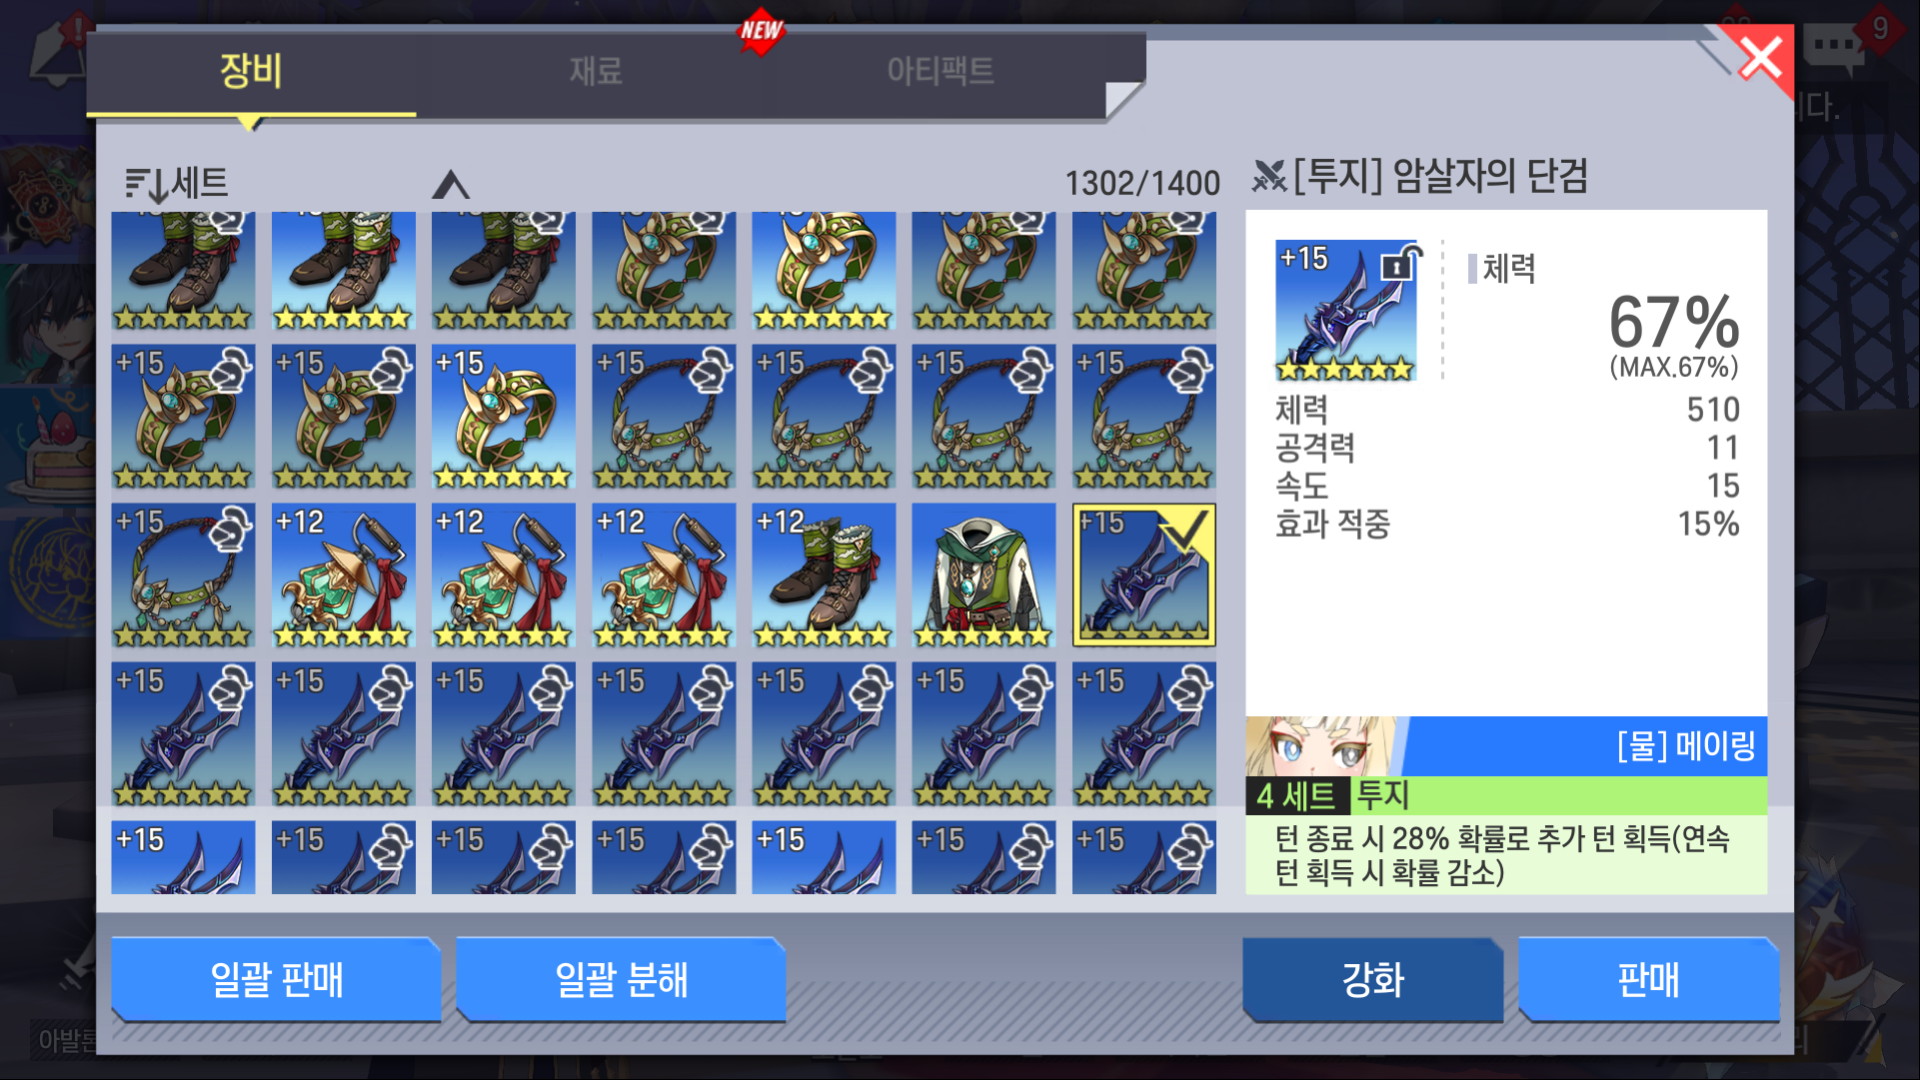 장비
재료
NEW
아티팩트
9
세트
1302/1400
[투지] 암살자의 단검
+15
체력
67%
(MAX.67%)
체력 510
공격력 11
속도 15
효과 적중 15%
+15 +15 +15 +15 +15 +15 +15
+15 +12 +12 +12 +12 +15
+15 +15 +15 +15 +15 +15 +15
+15 +15 +15 +15 +15 +15 +15
[물] 메이링
4 세트 투지
턴 종료 시 28% 확률로 추가 턴 획득(연속
턴 획득 시 확률 감소)
일괄 판매
일괄 분해
강화
판매
니다.
아발론